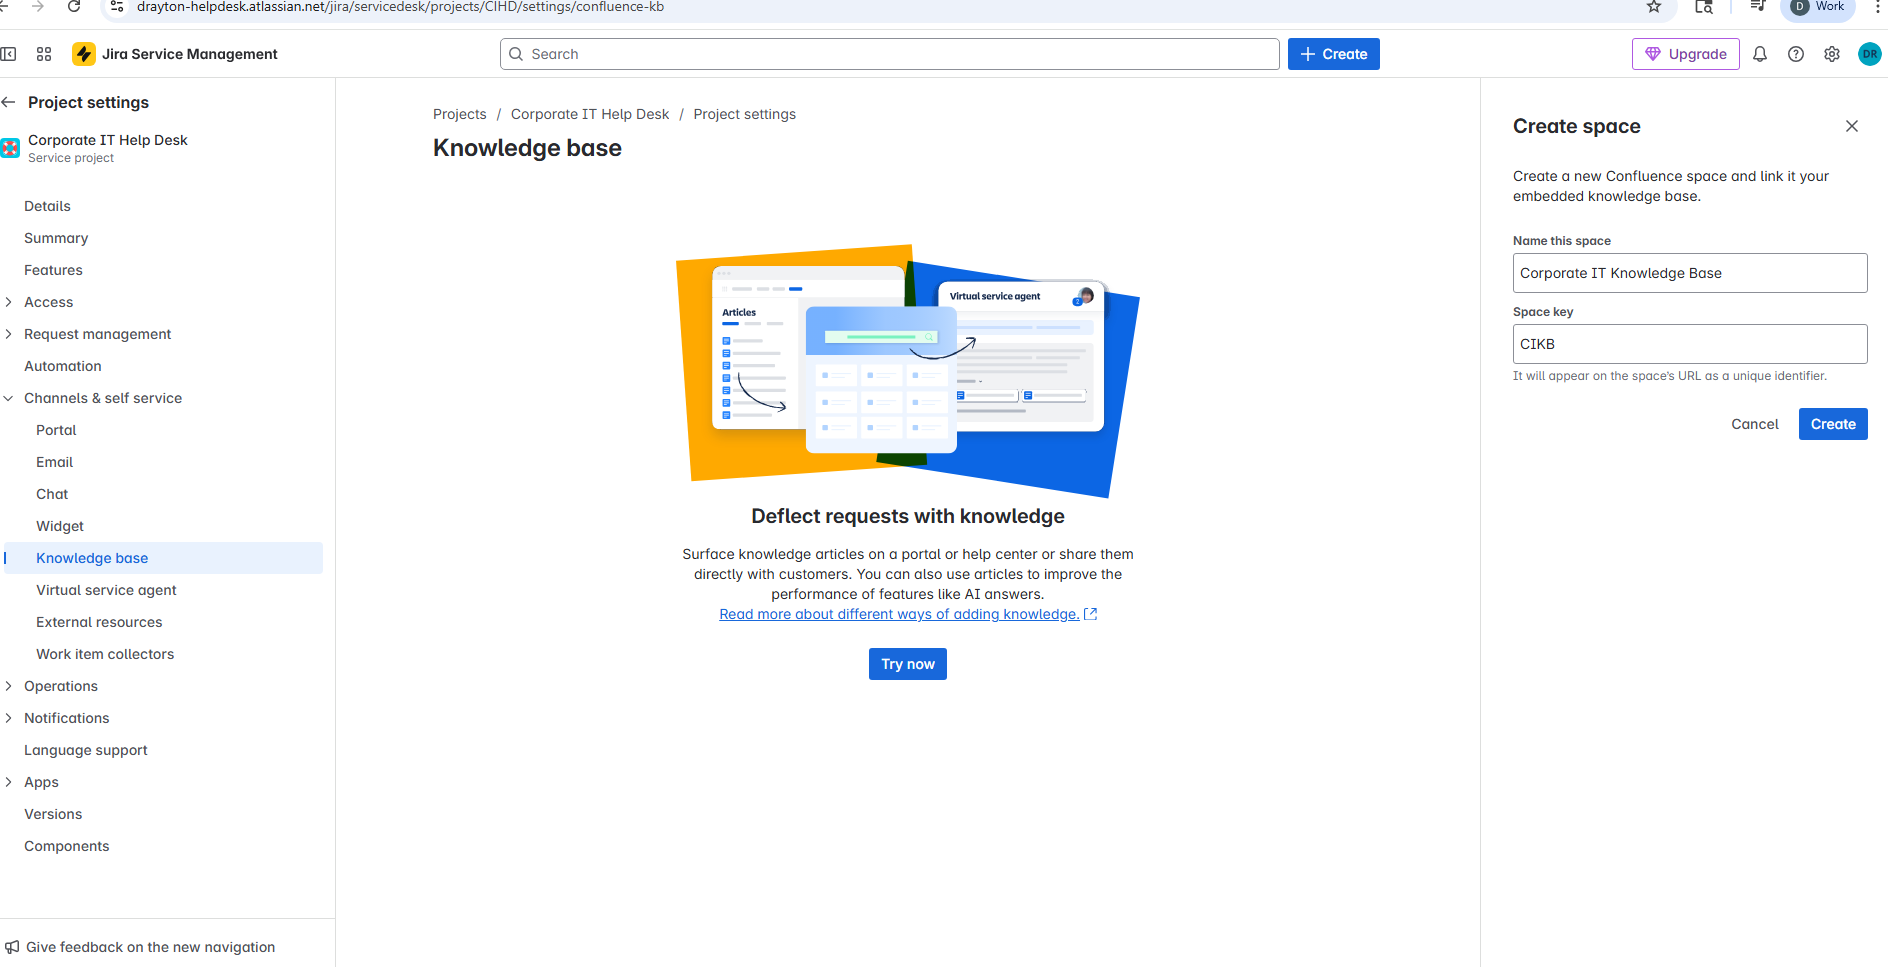 drayton-helpdesk.atlassian.net/jira/servicedesk/projects/CIHD/settings/confluence-kb
D Work
Jira Service Management
Search
Create
Upgrade
DR
Project settings
Corporate IT Help Desk
Service project
Details
Summary
Features
Access
Request management
Automation
Channels & self service
Portal
Email
Chat
Widget
Knowledge base
Virtual service agent
External resources
Work item collectors
Operations
Notifications
Language support
Apps
Versions
Components
Give feedback on the new navigation
Projects / Corporate IT Help Desk / Project settings
Knowledge base
Articles
Virtual service agent
Deflect requests with knowledge
Surface knowledge articles on a portal or help center or share them
directly with customers. You can also use articles to improve the
performance of features like AI answers.
Read more about different ways of adding knowledge.
Try now
Create space
Create a new Confluence space and link it your
embedded knowledge base.
Name this space
Corporate IT Knowledge Base
Space key
CIKB
It will appear on the space's URL as a unique identifier.
Cancel
Create